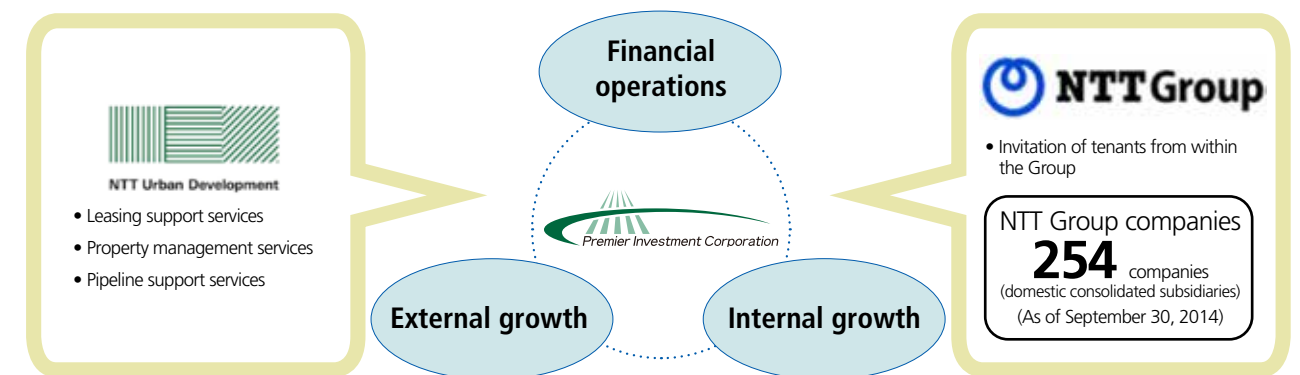 NTT Urban Development
• Leasing support services
• Property management services
• Pipeline support services
Financial
operations
Premier Investment Corporation
External growth
Internal growth
NTT Group
• Invitation of tenants from within
the Group
NTT Group companies
254 companies
(domestic consolidated subsidiaries)
(As of September 30, 2014)